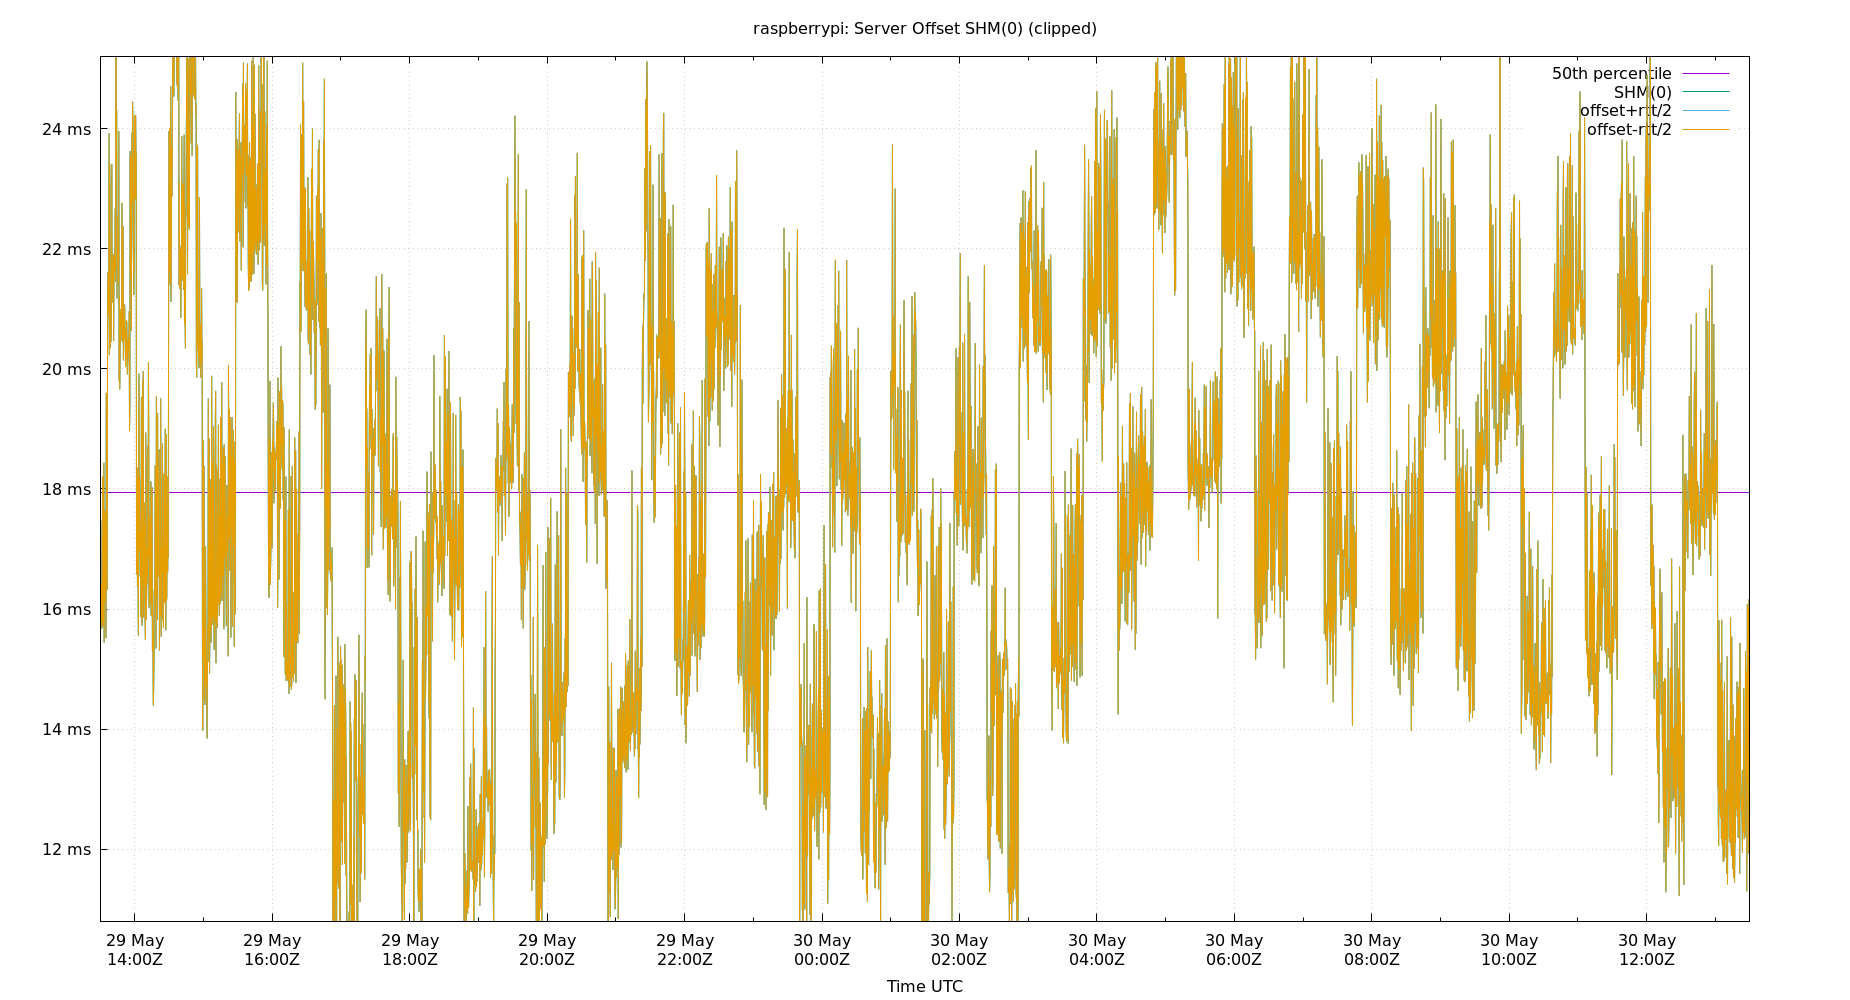 raspberrypi: Server Offset SHM(0) (clipped)
50th percentile
SHM(0)
offset+rtt/2
offset-rtt/2
24 ms
22 ms
20 ms
18 ms
16 ms
14 ms
12 ms
29 May 29 May 29 May 29 May 29 May 30 May 30 May 30 May 30 May 30 May 30 May 30 May
14:00Z 16:00Z 18:00Z 20:00Z 22:00Z 00:00Z 02:00Z 04:00Z 06:00Z 08:00Z 10:00Z 12:00Z
Time UTC